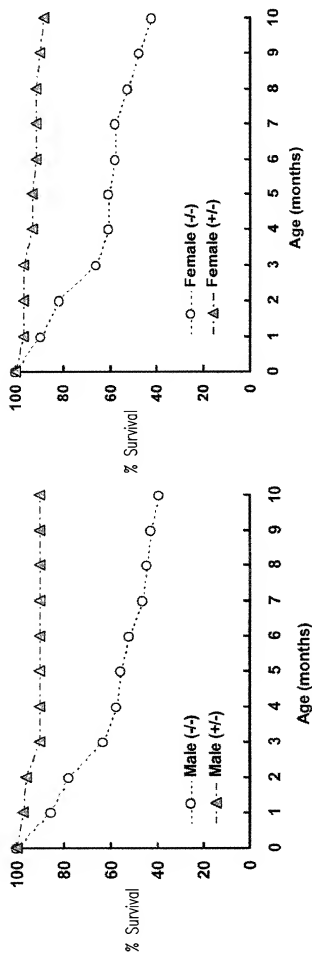 100
80
60
40
20
0
% Survival
Male (-/-)
Male (+/-)
0 1 2 3 4 5 6 7 8 9 10
Age (months)
100
80
60
40
20
0
% Survival
Female (-/-)
Female (+/-)
0 1 2 3 4 5 6 7 8 9 10
Age (months)